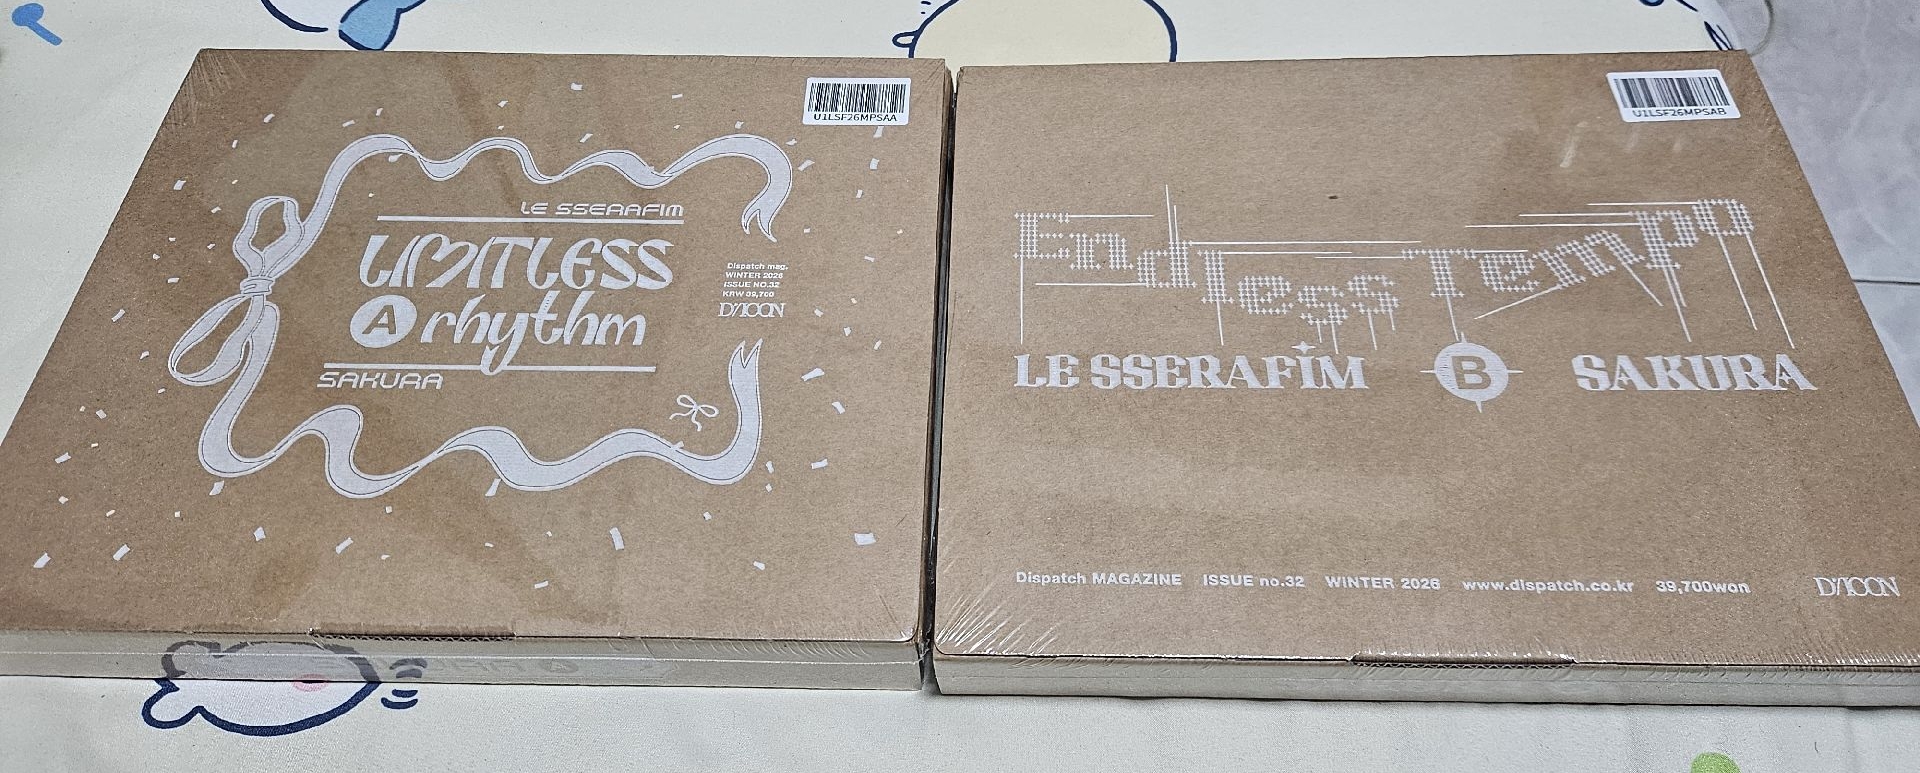 U1LSF26MPSAA
LE SSERAFIM
LIMITLESS
A rhythm
SAKURA
Dispatch mag.
WINTER 2026
ISSUE NO.32
KRW 39,700
D/ICON
U1LSF26MPSAB
Endless Tempo
LE SSERAFIM B SAKURA
Dispatch MAGAZINE ISSUE no.32 WINTER 2026 www.dispatch.co.kr 39,700won D/ICON